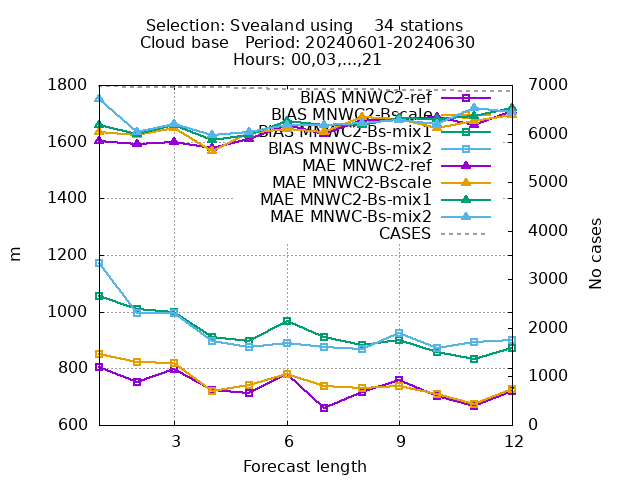 Selection: Svealand using    34 stations
Cloud base   Period: 20240601-20240630
Hours: 00,03,...,21
1800
1600
1400
1200
1000
800
600
m
7000
6000
5000
4000
3000
2000
1000
0
No cases
BIAS MNWC2-ref
BIAS MNWC2-Bscale
BIAS MNWC2-Bs-mix1
BIAS MNWC-Bs-mix2
MAE MNWC2-ref
MAE MNWC2-Bscale
MAE MNWC2-Bs-mix1
MAE MNWC-Bs-mix2
CASES
3
6
9
12
Forecast length